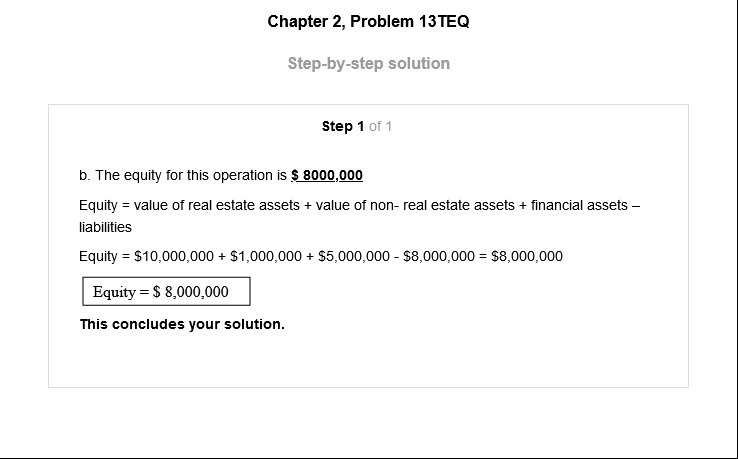 Chapter 2, Problem 13TEQ
Step-by-step solution
Step 1 of 1
b. The equity for this operation is $ 8000,000
Equity = value of real estate assets + value of non- real estate assets + financial assets –
liabilities
Equity = $10,000,000 + $1,000,000 + $5,000,000 - $8,000,000 = $8,000,000
Equity = $ 8,000,000
This concludes your solution.